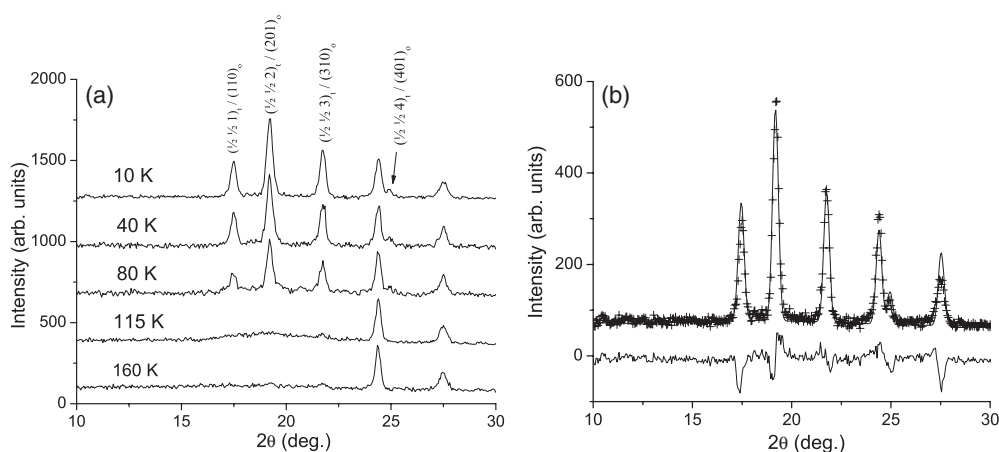 (a)
(½ ½ 1)ₜ / (110)ₒ
(½ ½ 2)ₜ / (201)ₒ
(½ ½ 3)ₜ / (310)ₒ
(½ ½ 4)ₜ / (401)ₒ
10 K
40 K
80 K
115 K
160 K
2000
1500
1000
500
0
Intensity (arb. units)
10 15 20 25 30
2θ (deg.)
(b)
600
400
200
0
Intensity (arb. units)
10 15 20 25 30
2θ (deg.)